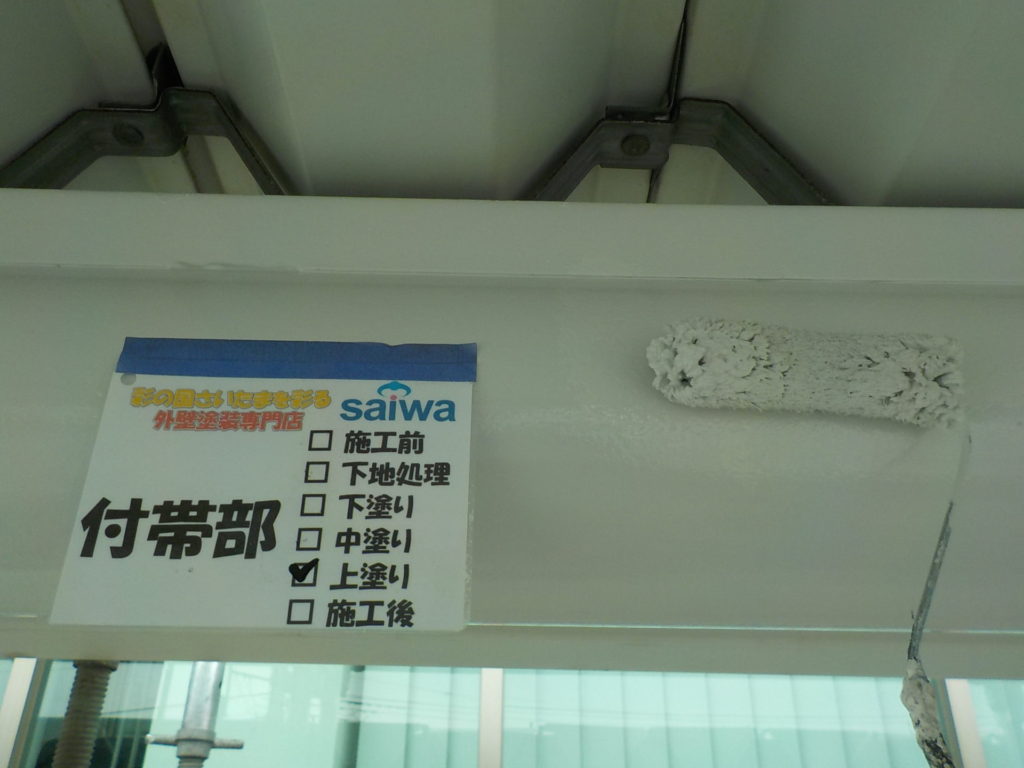 彩の国さいたまを彩る
外壁塗装専門店
saiwa
付帯部
□ 施工前
□ 下地処理
□ 下塗り
□ 中塗り
☑ 上塗り
□ 施工後